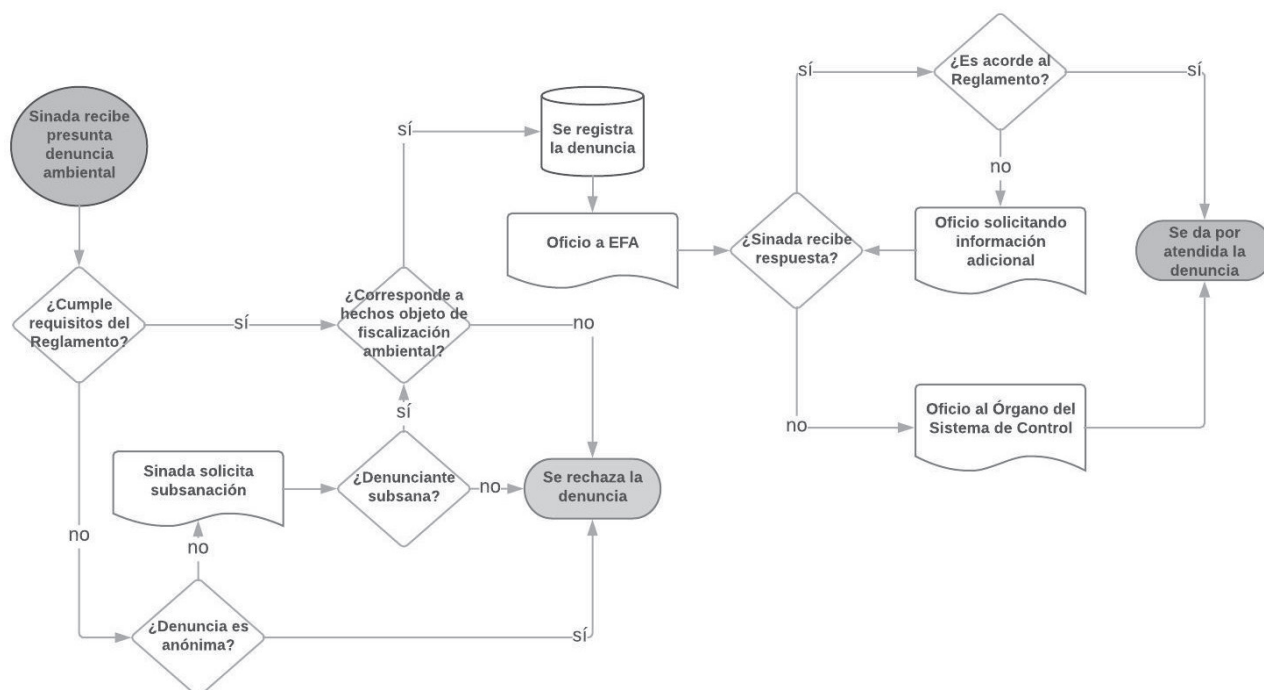 Sinada recibe
presunta
denuncia
ambiental
¿Cumple
requisitos del
Reglamento?
sí
no
¿Denuncia es
anónima?
no
sí
Sinada solicita
subsanación
¿Denunciante
subsana?
sí
no
¿Corresponde a
hechos objeto de
fiscalización
ambiental?
sí
no
Se rechaza la
denuncia
Se registra
la denuncia
Oficio a EFA
¿Sinada recibe
respuesta?
sí
no
¿Es acorde al
Reglamento?
sí
no
Oficio solicitando
información
adicional
Oficio al Órgano del
Sistema de Control
Se da por
atendida la
denuncia